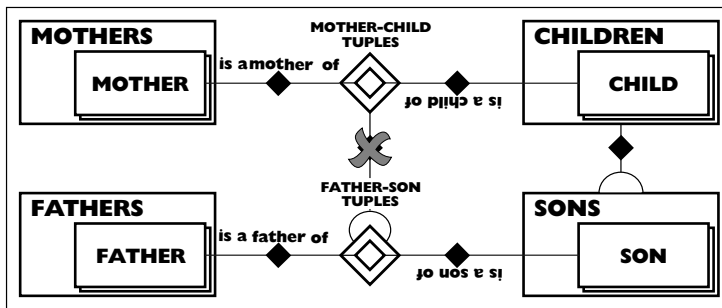 MOTHERS
MOTHER
is amother of
MOTHER-CHILD
TUPLES
is a child of
CHILDREN
CHILD
FATHERS
FATHER
is a father of
FATHER-SON
TUPLES
is a son of
SONS
SON